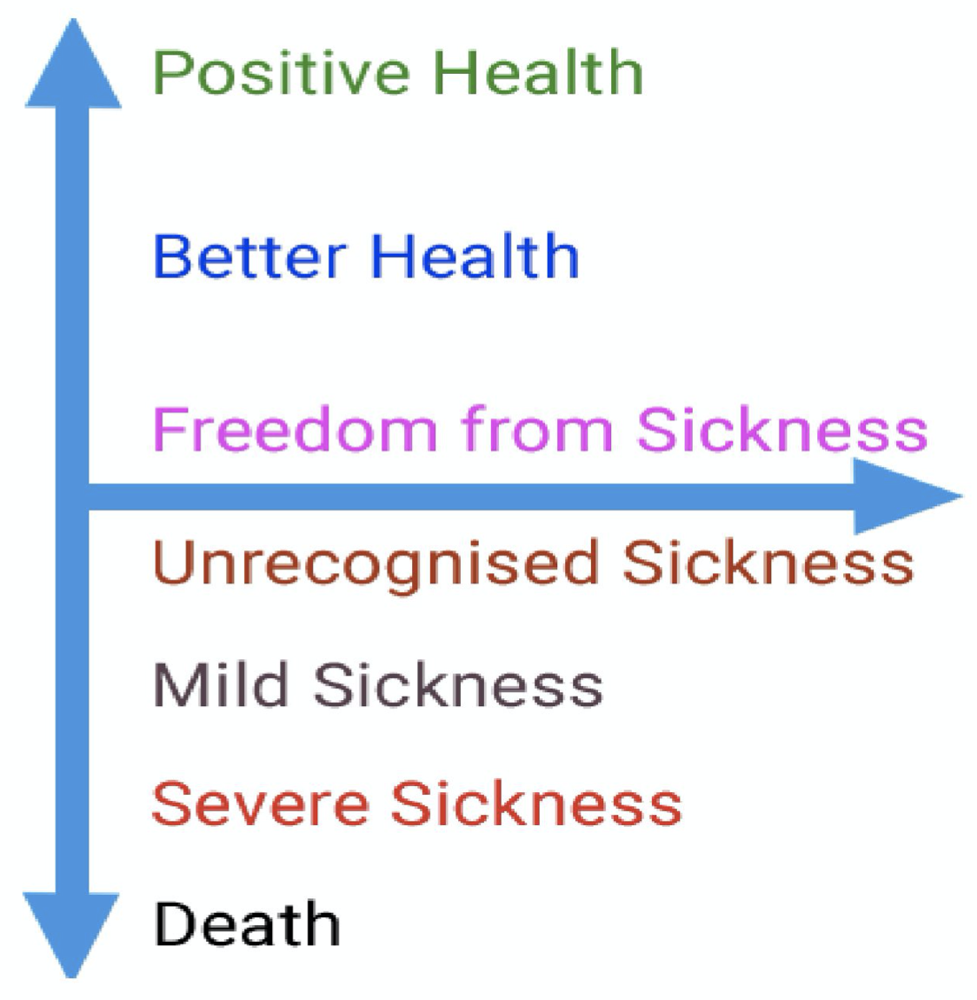 Positive Health
Better Health
Freedom from Sickness
Unrecognised Sickness
Mild Sickness
Severe Sickness
Death